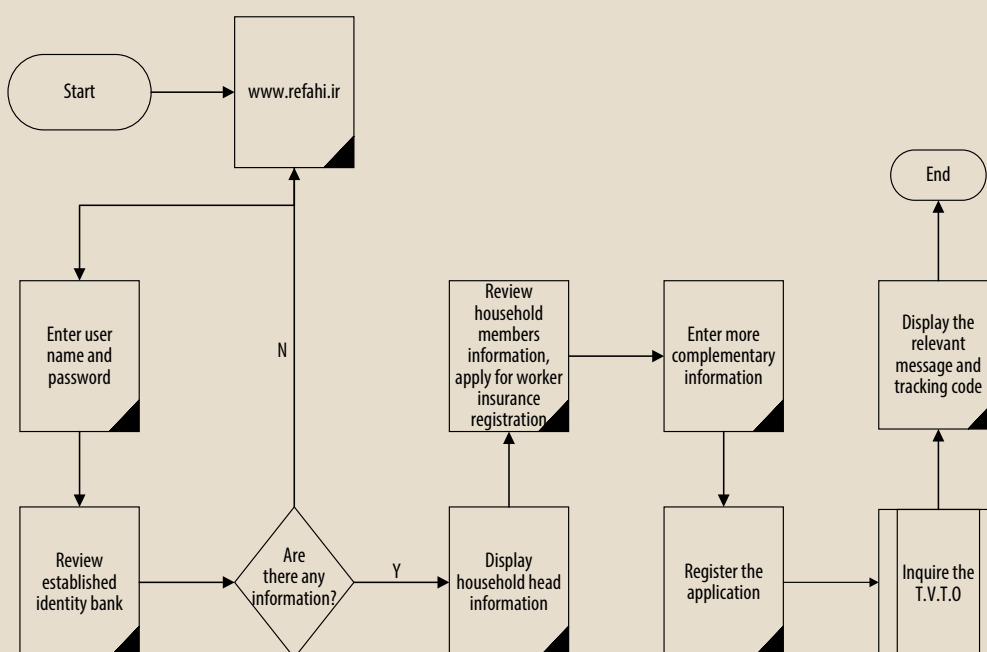 Start
www.refahi.ir
End
Enter user
name and
password
N
Review
household
members
information,
apply for worker
insurance
registration
Enter more
complementary
information
Display the
relevant
message and
tracking code
Review
established
identity bank
Are
there any
information?
Y
Display
household head
information
Register the
application
Inquire the
T.V.T.O